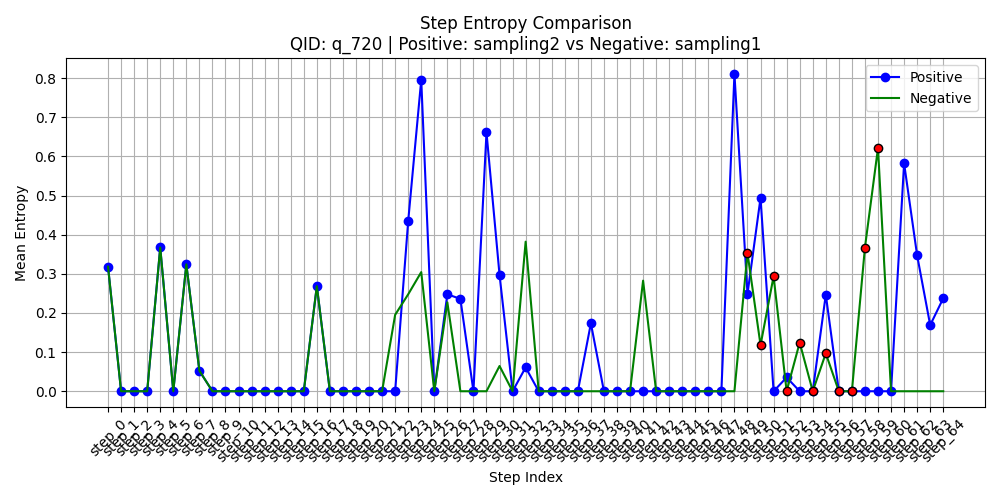 Step Entropy Comparison
QID: q_720 | Positive: sampling2 vs Negative: sampling1
Positive
Negative
Mean Entropy
0.8
0.7
0.6
0.5
0.4
0.3
0.2
0.1
0.0
step_0
step_1
step_2
step_3
step_4
step_5
step_6
step_7
step_8
step_9
step_10
step_11
step_12
step_13
step_14
step_15
step_16
step_17
step_18
step_19
step_20
step_21
step_22
step_23
step_24
step_25
step_26
step_27
step_28
step_29
step_30
step_31
step_32
step_33
step_34
step_35
step_36
step_37
step_38
step_39
step_40
step_41
step_42
step_43
step_44
step_45
step_46
step_47
step_48
step_49
step_50
step_51
step_52
step_53
step_54
step_55
step_56
step_57
step_58
step_59
step_60
step_61
step_62
step_63
step_64
Step Index